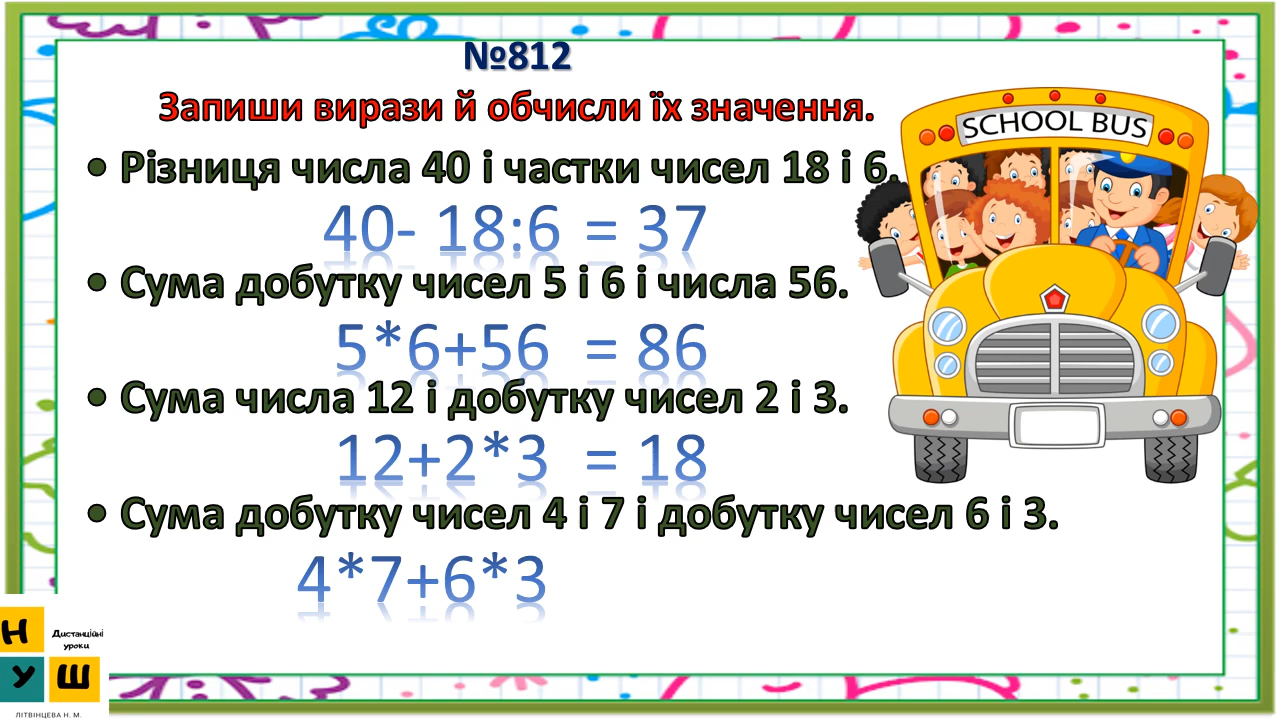 №812
Запиши вирази й обчисли їх значення.
• Різниця числа 40 і частки чисел 18 і 6.
40- 18:6 = 37
• Сума добутку чисел 5 і 6 і числа 56.
5*6+56 = 86
• Сума числа 12 і добутку чисел 2 і 3.
12+2*3 = 18
• Сума добутку чисел 4 і 7 і добутку чисел 6 і 3.
4*7+6*3
SCHOOL BUS
Н
Дистанційні
уроки
У Ш
ЛІТВІНЦЕВА Н. М.